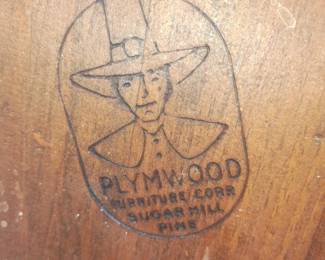 PLYMWOOD
FURNITURE CORP
SUGAR HILL
PINE